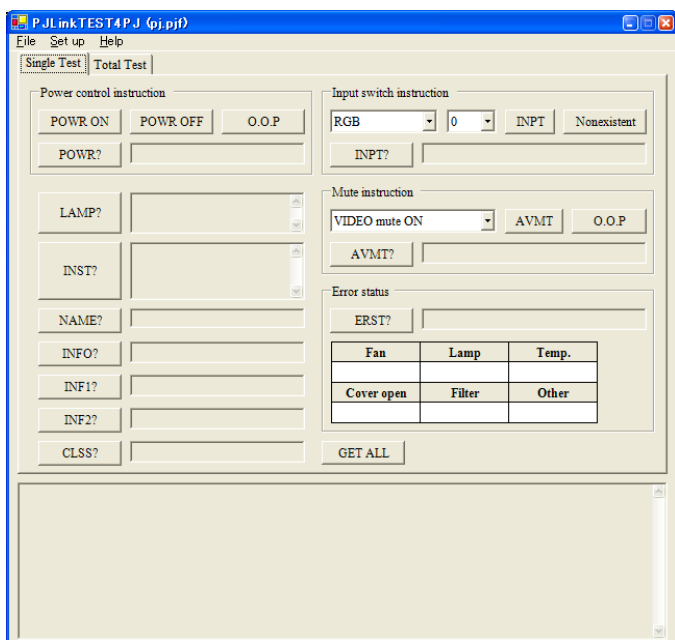 PJLinkTEST4PJ (pj.pjf)
File Set up Help
Single Test Total Test
Power control instruction
POWR ON POWR OFF O.O.P
POWR?
LAMP?
INST?
NAME?
INFO?
INF1?
INF2?
CLSS?
Input switch instruction
RGB 0 INPT Nonexistent
INPT?
Mute instruction
VIDEO mute ON AVMT O.O.P
AVMT?
Error status
ERST?
Fan Lamp Temp.
Cover open Filter Other
GET ALL